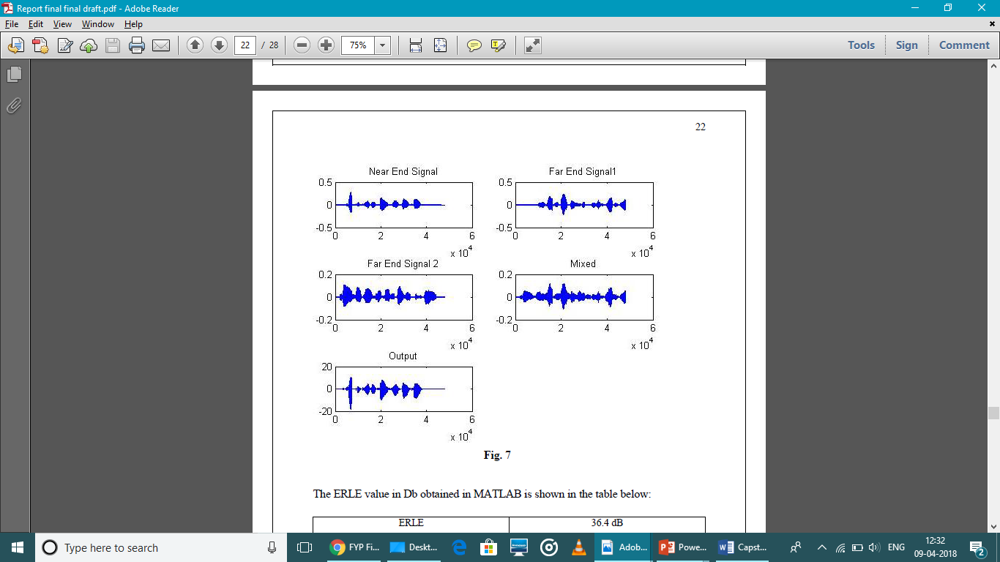 Report final final draft.pdf - Adobe Reader
File Edit View Window Help
22 / 28 75% Tools Sign Comment
22
Near End Signal
0.5
0
-0.5
0 2 4 6
x 10^4
Far End Signal1
0.5
0
-0.5
0 2 4 6
x 10^4
Far End Signal 2
0.2
0
-0.2
0 2 4 6
x 10^4
Mixed
0.2
0
-0.2
0 2 4 6
x 10^4
Output
20
0
-20
0 2 4 6
x 10^4
Fig. 7
The ERLE value in Db obtained in MATLAB is shown in the table below:
ERLE 36.4 dB
Type here to search FYP Fi... Deskt... Adob... Powe... Capst... ENG 12:32
09-04-2018 2